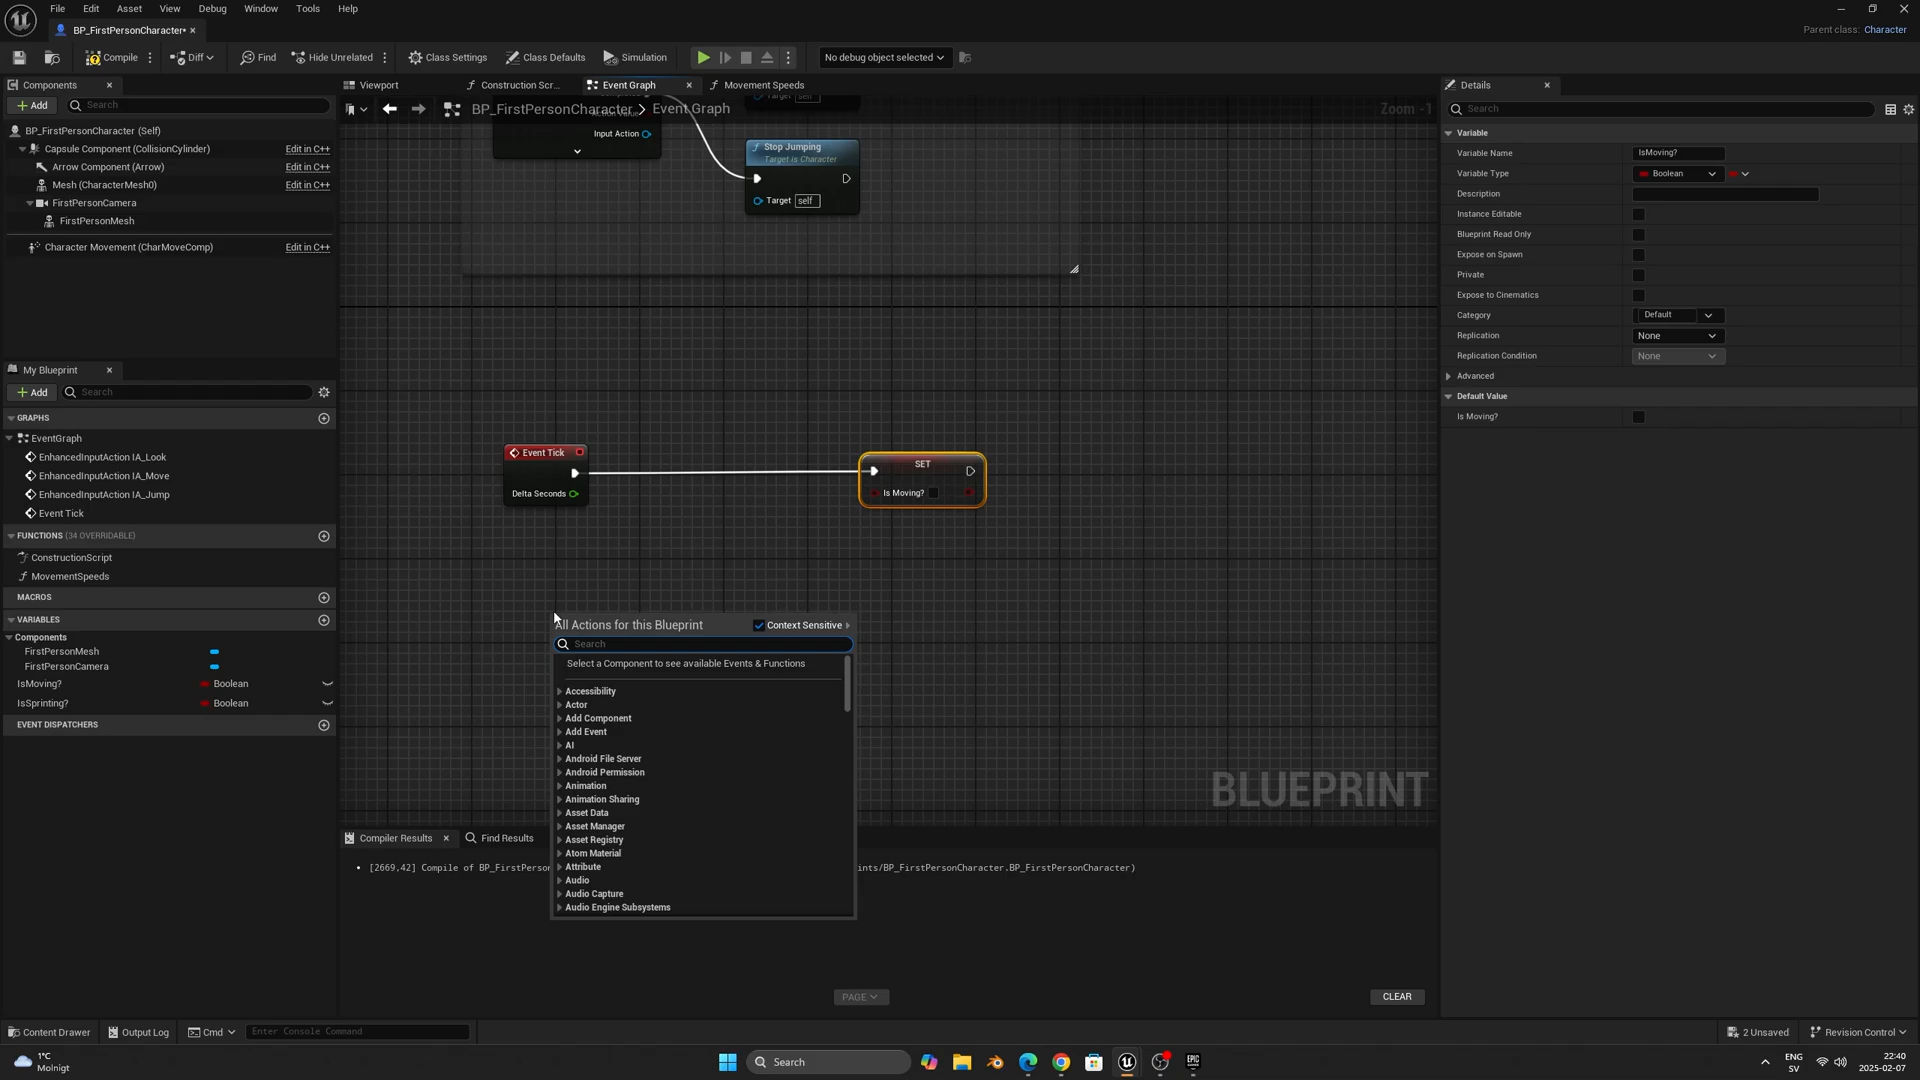 File Edit Asset View Debug Window Tools Help
BP_FirstPersonCharacter•
Parent class: Character
Compile
Diff
Find
Hide Unrelated
Class Settings
Class Defaults
Simulation
No debug object selected
Components
Add
Search
BP_FirstPersonCharacter (Self)
Capsule Component (CollisionCylinder) Edit in C++
Arrow Component (Arrow) Edit in C++
Mesh (CharacterMesh0) Edit in C++
FirstPersonCamera
FirstPersonMesh
Character Movement (CharMoveComp) Edit in C++
My Blueprint
Add
Search
GRAPHS
EventGraph
EnhancedInputAction IA_Look
EnhancedInputAction IA_Move
EnhancedInputAction IA_Jump
Event Tick
FUNCTIONS (34 OVERRIDABLE)
ConstructionScript
MovementSpeeds
MACROS
VARIABLES
Components
FirstPersonMesh
FirstPersonCamera
IsMoving? Boolean
IsSprinting? Boolean
EVENT DISPATCHERS
Viewport
Construction Scr...
Event Graph
Movement Speeds
BP_FirstPersonCharacter > Event Graph
Zoom -1
Input Action
Target self
Stop Jumping
Target is Character
Target self
Event Tick
Delta Seconds
SET
Is Moving?
All Actions for this Blueprint
Context Sensitive
Search
Select a Component to see available Events & Functions
Accessibility
Actor
Add Component
Add Event
AI
Android File Server
Android Permission
Animation
Animation Sharing
Asset Data
Asset Manager
Asset Registry
Atom Material
Attribute
Audio
Audio Capture
Audio Engine Subsystems
BLUEPRINT
Compiler Results
Find Results
[2669,42] Compile of BP_FirstPerson
ints/BP_FirstPersonCharacter.BP_FirstPersonCharacter)
PAGE
CLEAR
Details
Search
Variable
Variable Name IsMoving?
Variable Type Boolean
Description
Instance Editable
Blueprint Read Only
Expose on Spawn
Private
Expose to Cinematics
Category Default
Replication None
Replication Condition None
Advanced
Default Value
Is Moving?
Content Drawer
Output Log
Cmd
Enter Console Command
2 Unsaved
Revision Control
1°C
Molnigt
Search
ENG
SV
22:40
2025-02-07